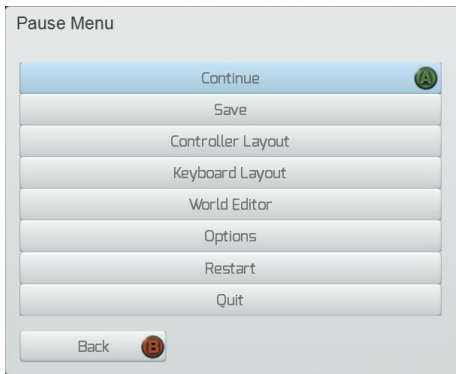 Pause Menu
Continue A
Save
Controller Layout
Keyboard Layout
World Editor
Options
Restart
Quit
Back B